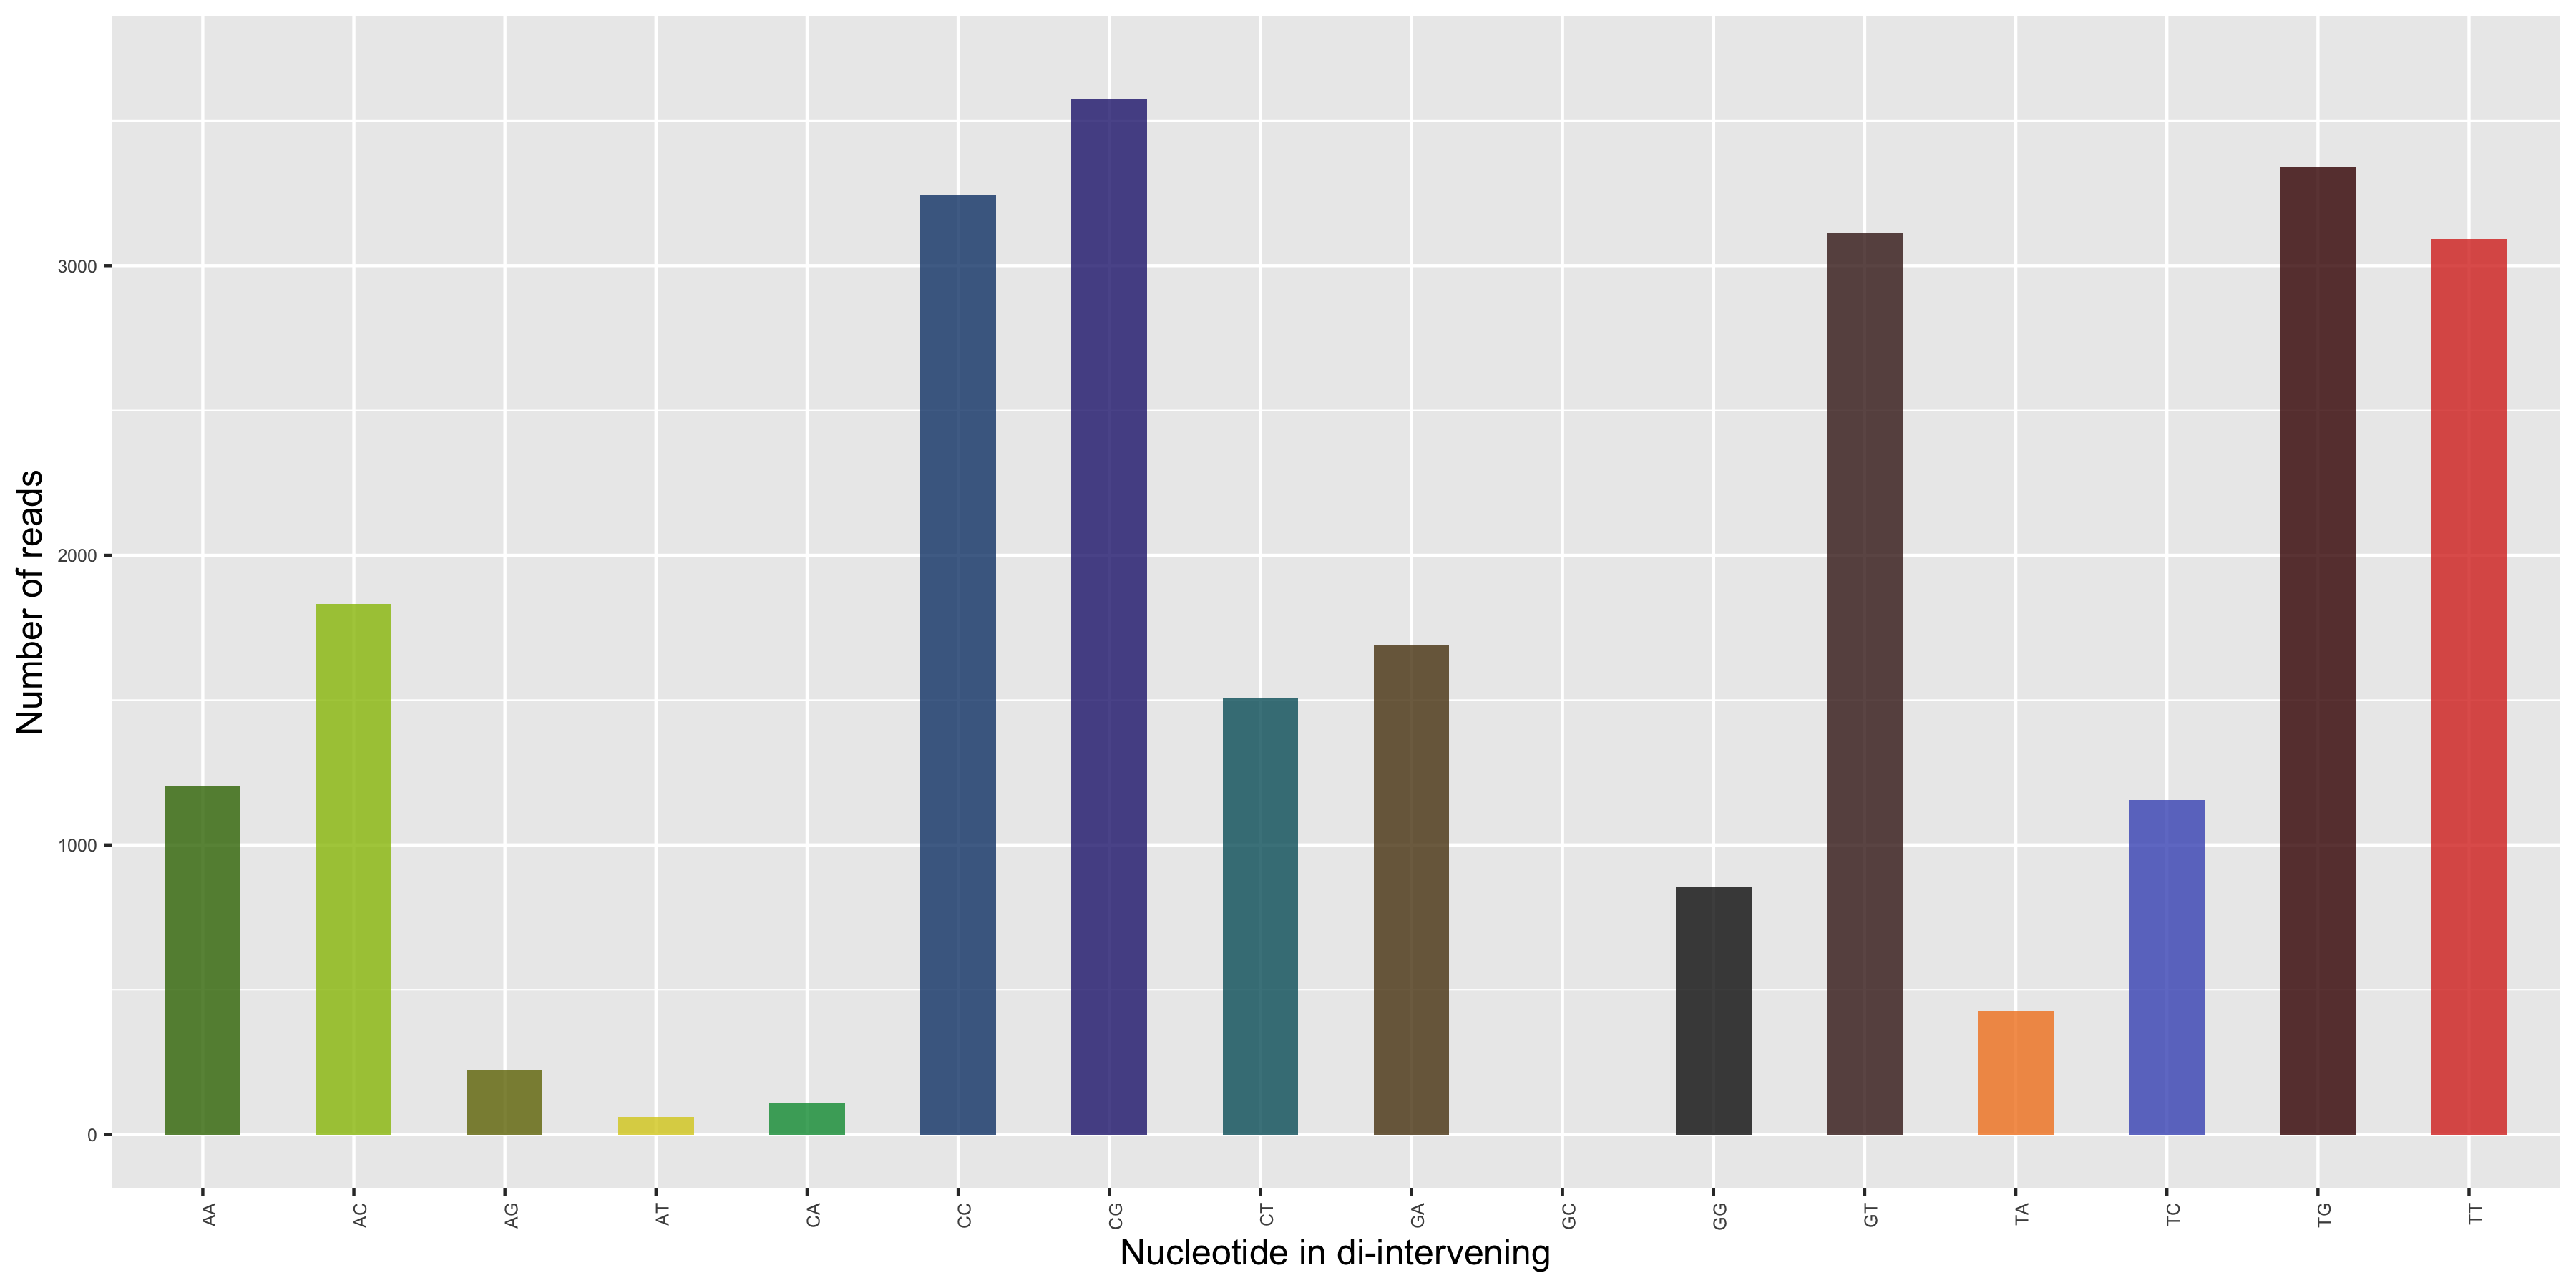 Number of reads
3000
2000
1000
0
AA
AC
AG
AT
CA
CC
CG
CT
GA
GC
GG
GT
TA
TC
TG
TT
Nucleotide in di-intervening